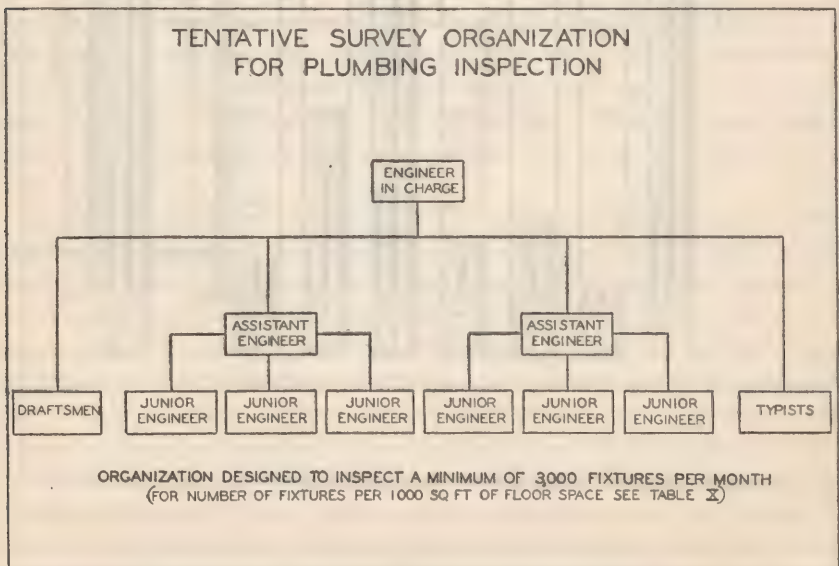 TENTATIVE SURVEY ORGANIZATION
FOR PLUMBING INSPECTION
ENGINEER
IN CHARGE
ASSISTANT
ENGINEER
ASSISTANT
ENGINEER
DRAFTSMEN
JUNIOR
ENGINEER
JUNIOR
ENGINEER
JUNIOR
ENGINEER
JUNIOR
ENGINEER
JUNIOR
ENGINEER
JUNIOR
ENGINEER
TYPISTS
ORGANIZATION DESIGNED TO INSPECT A MINIMUM OF 3,000 FIXTURES PER MONTH
(FOR NUMBER OF FIXTURES PER 1000 SQ FT OF FLOOR SPACE SEE TABLE X)